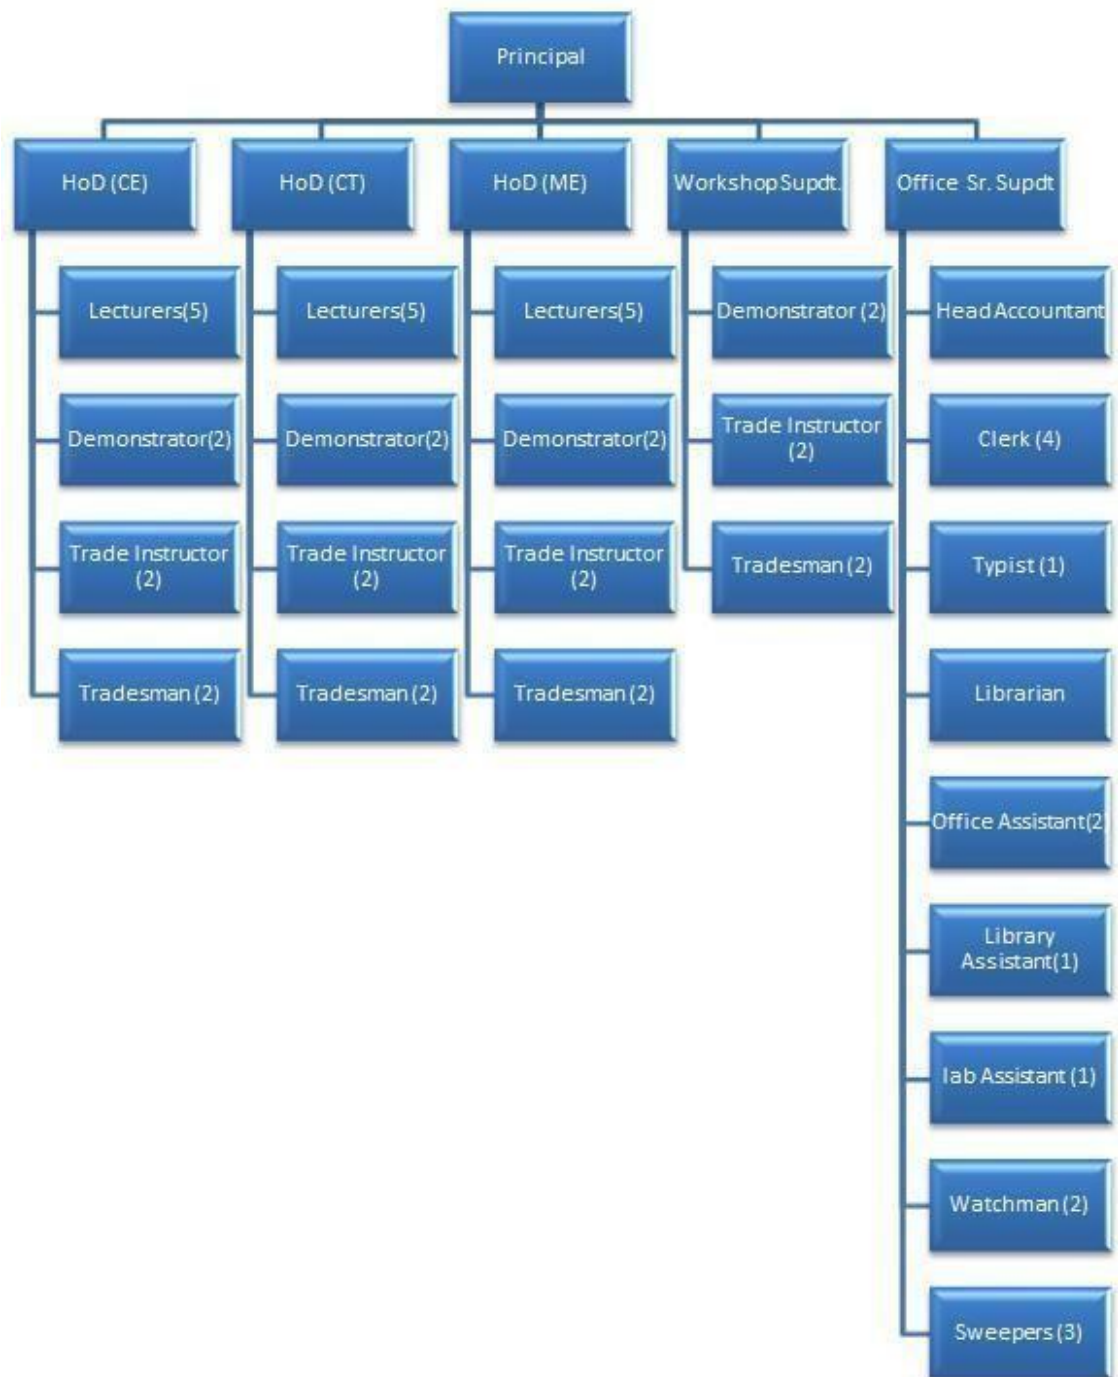 Principal
HoD (CE)
HoD (CT)
HoD (ME)
Workshop Supdt.
Office Sr. Supdt
Lecturers(5)
Demonstrator(2)
Trade Instructor
(2)
Tradesman (2)
Lecturers(5)
Demonstrator(2)
Trade Instructor
(2)
Tradesman (2)
Lecturers(5)
Demonstrator(2)
Trade Instructor
(2)
Tradesman (2)
Demonstrator (2)
Trade Instructor
(2)
Tradesman (2)
Head Accountant
Clerk (4)
Typist (1)
Librarian
Office Assistant(2
Library
Assistant(1)
lab Assistant (1)
Watchman (2)
Sweepers (3)